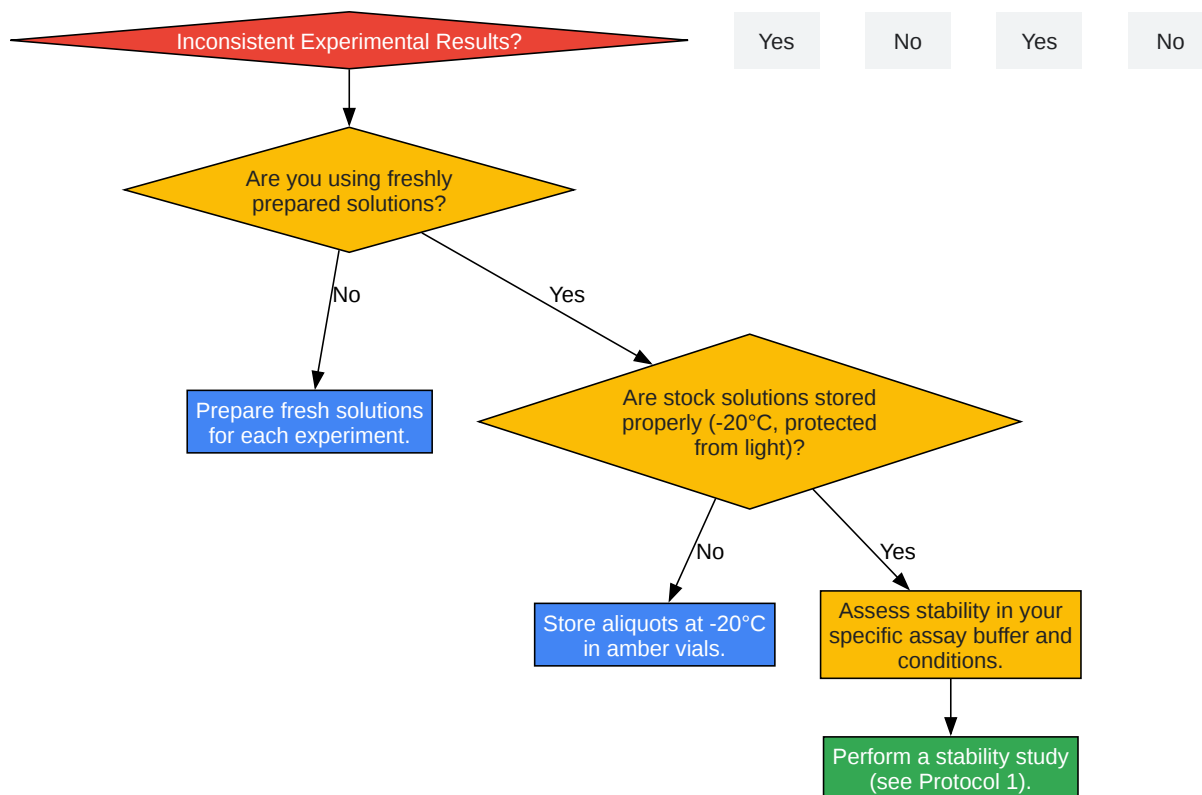 Inconsistent Experimental Results?
Yes
No
Yes
No
Are you using freshly
prepared solutions?
No
Yes
Are stock solutions stored
properly (-20°C, protected
from light)?
Prepare fresh solutions
for each experiment.
No
Yes
Store aliquots at -20°C
in amber vials.
Assess stability in your
specific assay buffer and
conditions.
Perform a stability study
(see Protocol 1).